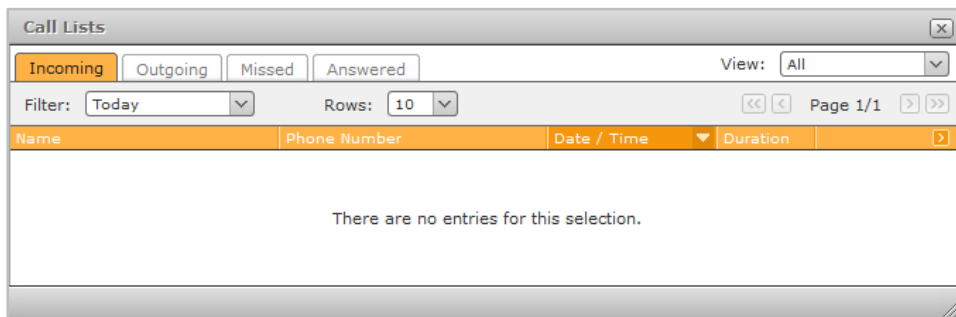 Call Lists
Incoming Outgoing Missed Answered View: All
Filter: Today Rows: 10 Page 1/1
Name Phone Number Date / Time Duration
There are no entries for this selection.